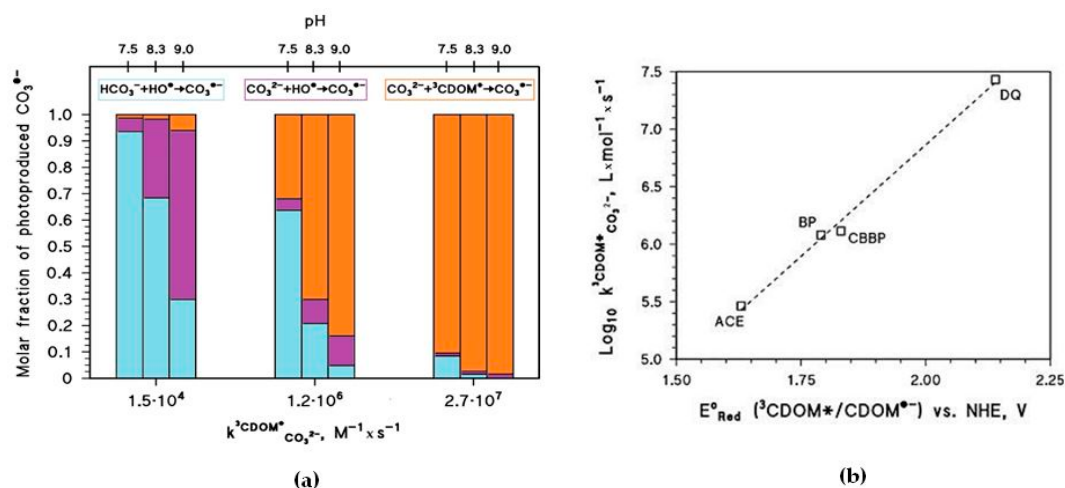 pH
7.5 8.3 9.0 7.5 8.3 9.0 7.5 8.3 9.0
HCO₃⁻+HO•→CO₃•⁻ CO₃²⁻+HO•→CO₃•⁻ CO₃²⁻+³CDOM*→CO₃•⁻
Molar fraction of photoproduced CO₃•⁻
1.0
0.9
0.8
0.7
0.6
0.5
0.4
0.3
0.2
0.1
0
1.5·10⁴ 1.2·10⁶ 2.7·10⁷
k³CDOM* CO₃²⁻, M⁻¹×s⁻¹
(a)
Log₁₀ k³CDOM* CO₃²⁻, L×mol⁻¹×s⁻¹
7.5
7.0
6.5
6.0
5.5
5.0
DQ
BP
CBBP
ACE
1.50 1.75 2.00 2.25
E°Red (³CDOM*/CDOM•⁻) vs. NHE, V
(b)